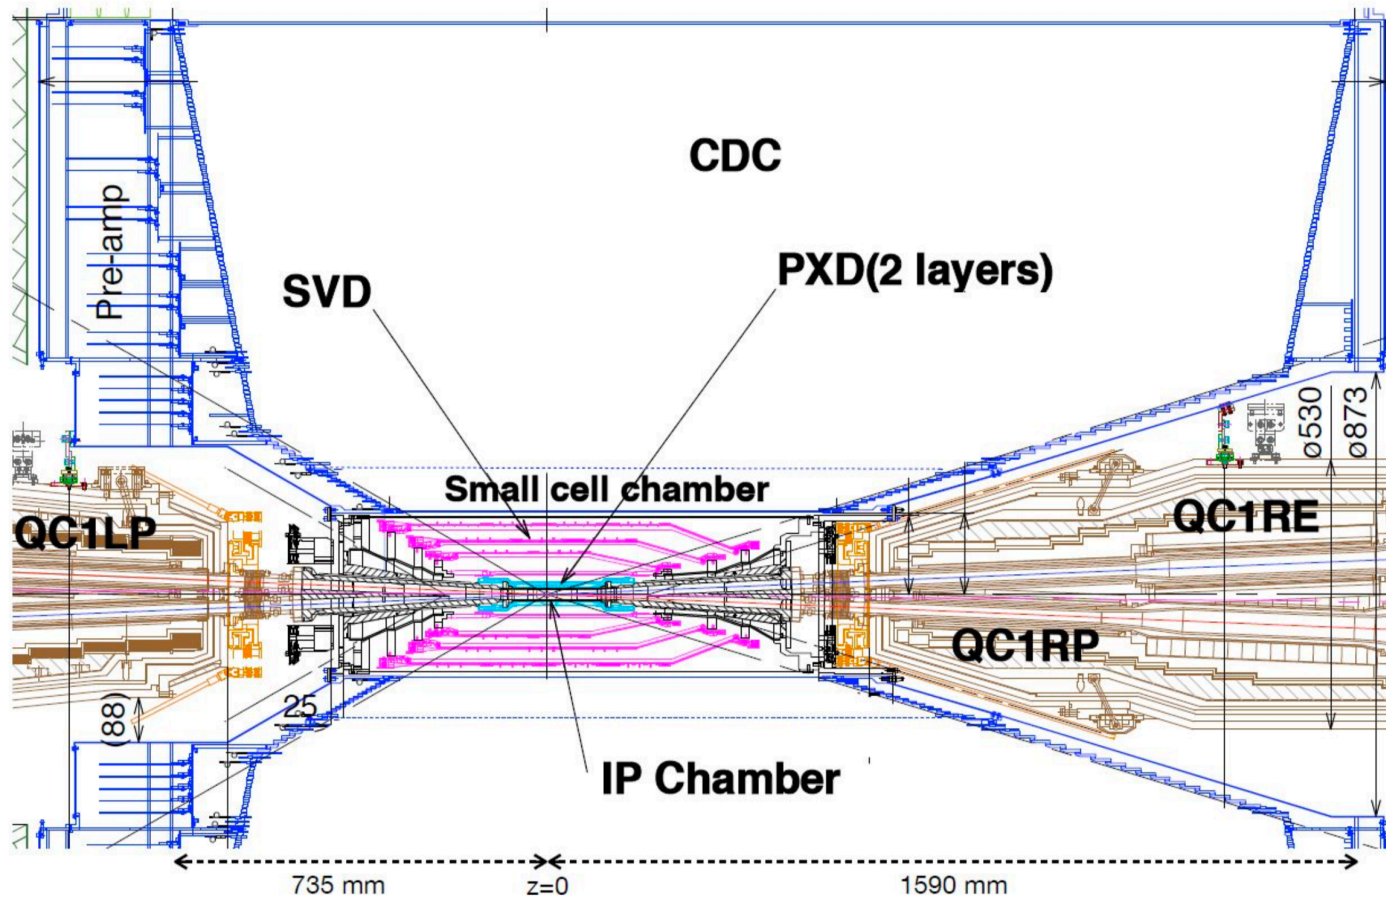 CDC
Pre-amp
SVD
PXD(2 layers)
ø530
ø873
Small cell chamber
QC1LP
QC1RE
QC1RP
(88)
25
IP Chamber
735 mm
z=0
1590 mm